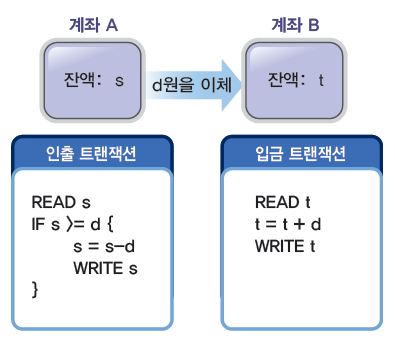 계좌 A
계좌 B
잔액: s
d원을 이체
잔액: t
인출 트랜잭션
READ s
IF s >= d {
s = s-d
WRITE s
}
입금 트랜잭션
READ t
t = t + d
WRITE t